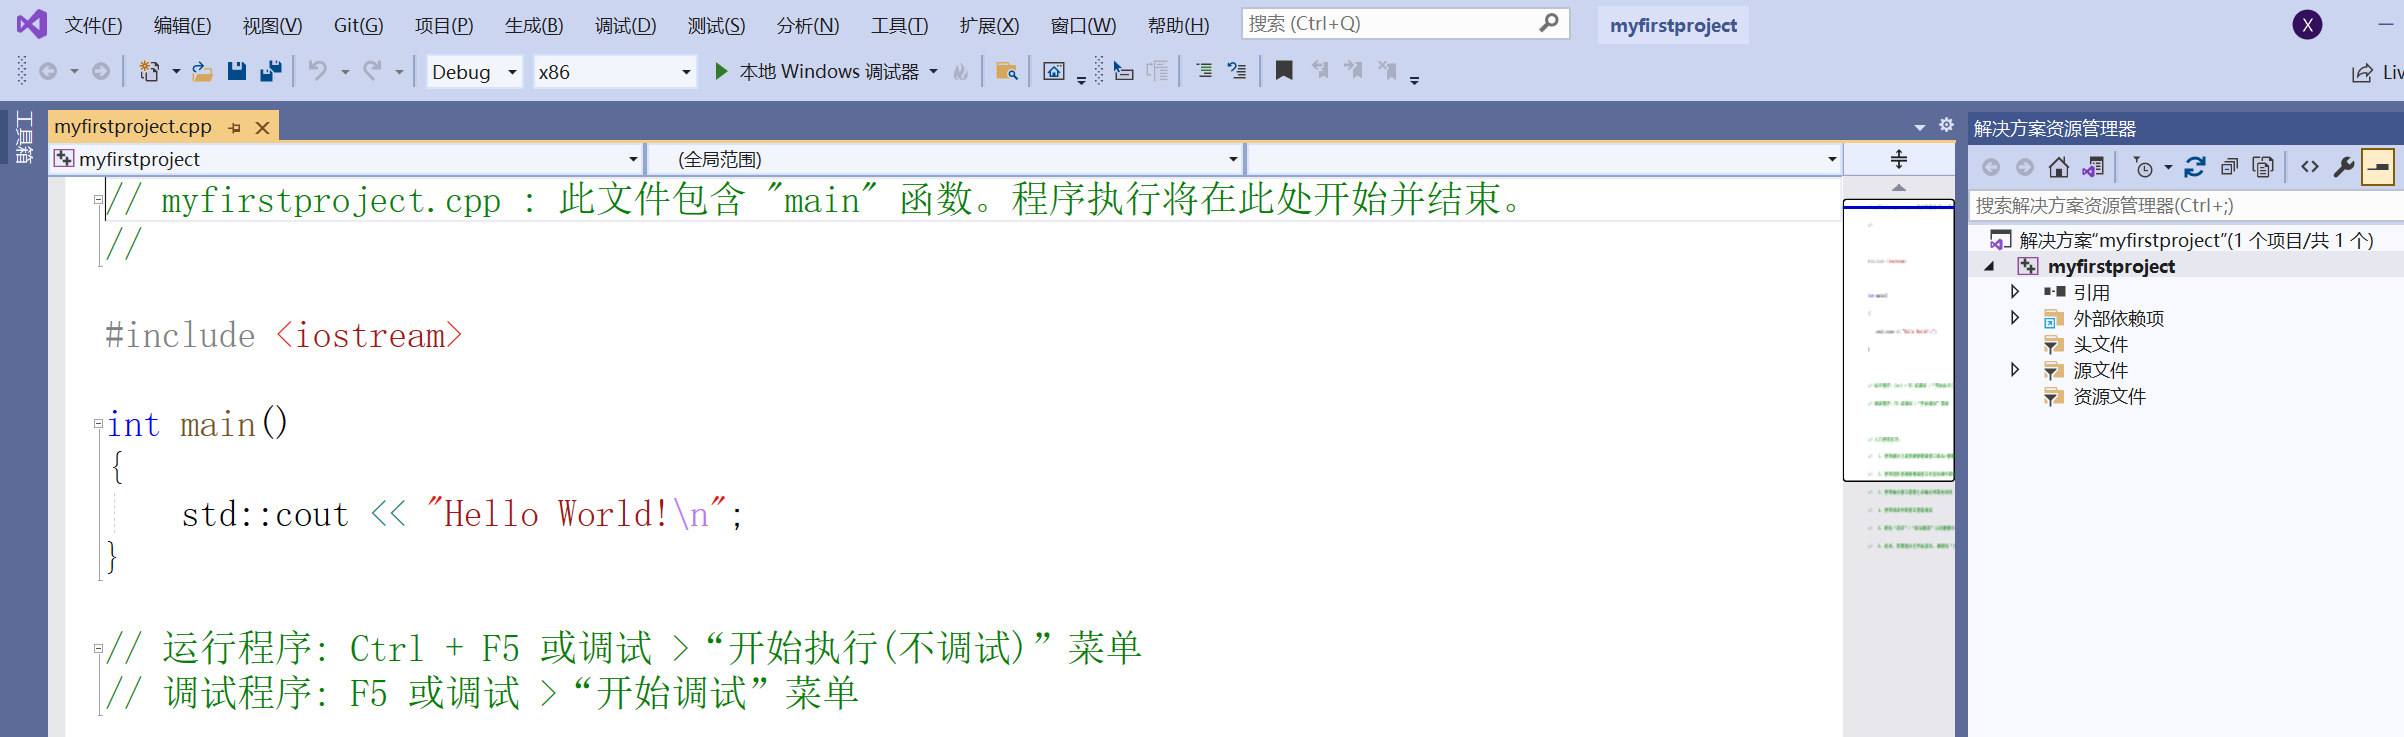 文件(F) 编辑(E) 视图(V) Git(G) 项目(P) 生成(B) 调试(D) 测试(S) 分析(N) 工具(T) 扩展(X) 窗口(W) 帮助(H) 搜索 (Ctrl+Q) myfirstproject X
Debug x86 本地 Windows 调试器
工具箱
myfirstproject.cpp
myfirstproject (全局范围)
// myfirstproject.cpp : 此文件包含 "main" 函数。程序执行将在此处开始并结束。
//
#include <iostream>
int main()
{
std::cout << "Hello World!\n";
}
// 运行程序: Ctrl + F5 或调试 >“开始执行(不调试)”菜单
// 调试程序: F5 或调试 >“开始调试”菜单
解决方案资源管理器
搜索解决方案资源管理器(Ctrl+;)
解决方案“myfirstproject”(1 个项目/共 1 个)
myfirstproject
引用
外部依赖项
头文件
源文件
资源文件